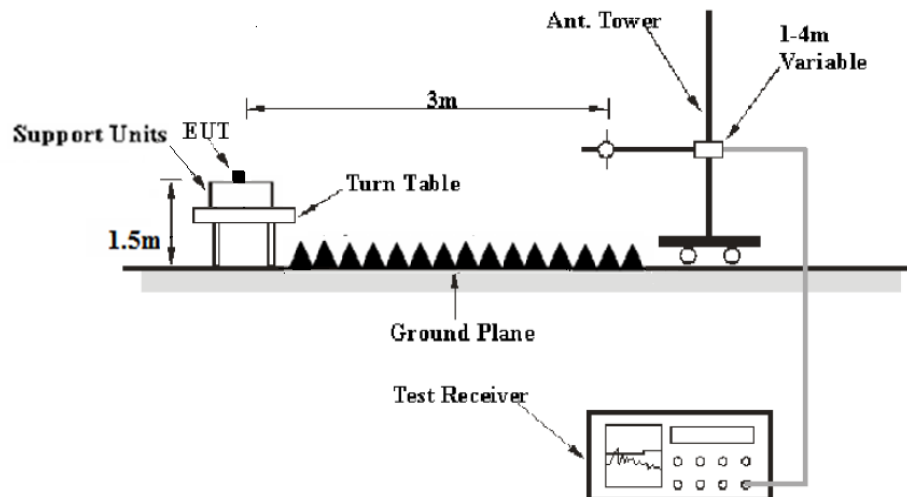 Ant. Tower
1-4m
Variable
3m
Support Units
EUT
Turn Table
1.5m
Ground Plane
Test Receiver